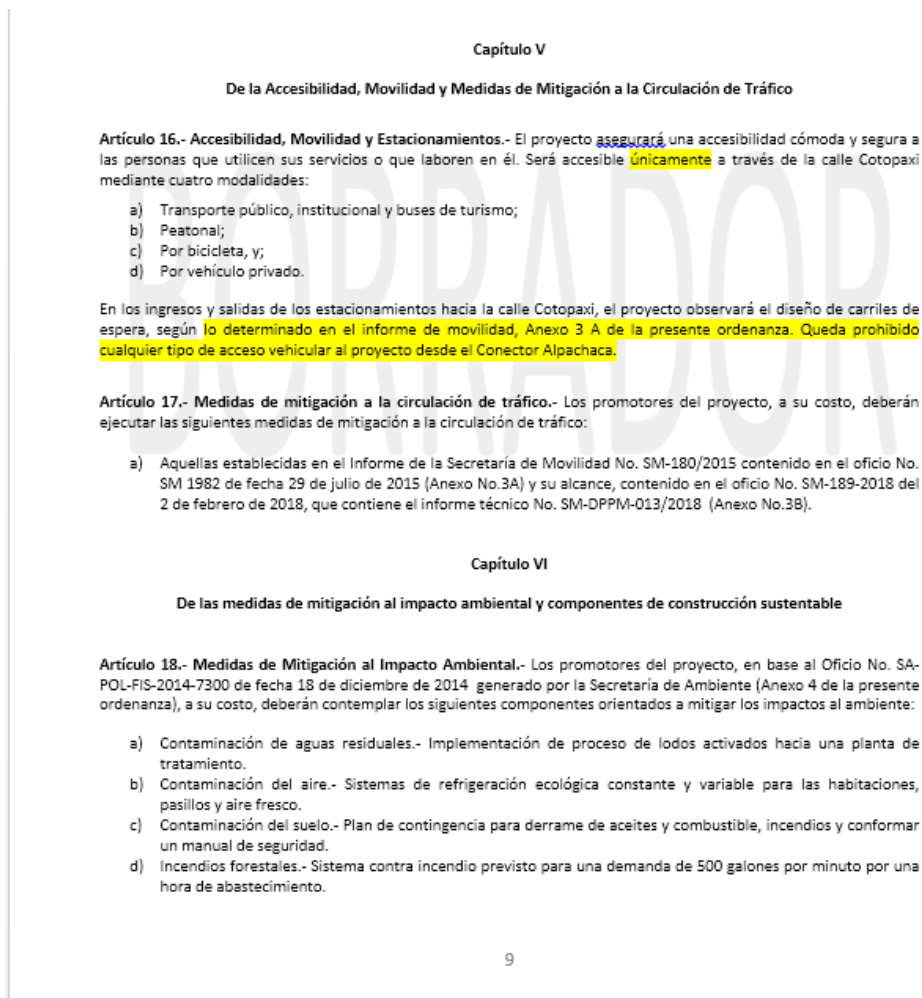 Capítulo V
De la Accesibilidad, Movilidad y Medidas de Mitigación a la Circulación de Tráfico
Artículo 16.- Accesibilidad, Movilidad y Estacionamientos.- El proyecto asegurará una accesibilidad cómoda y segura a
las personas que utilicen sus servicios o que laboren en él. Será accesible únicamente a través de la calle Cotopaxi
mediante cuatro modalidades:
a) Transporte público, institucional y buses de turismo;
b) Peatonal;
c) Por bicicleta, y;
d) Por vehículo privado.
En los ingresos y salidas de los estacionamientos hacia la calle Cotopaxi, el proyecto observará el diseño de carriles de
espera, según lo determinado en el informe de movilidad, Anexo 3 A de la presente ordenanza. Queda prohibido
cualquier tipo de acceso vehicular al proyecto desde el Conector Alpachaca.
BORRADOR
Artículo 17.- Medidas de mitigación a la circulación de tráfico.- Los promotores del proyecto, a su costo, deberán
ejecutar las siguientes medidas de mitigación a la circulación de tráfico:
a) Aquellas establecidas en el Informe de la Secretaría de Movilidad No. SM-180/2015 contenido en el oficio No.
SM 1982 de fecha 29 de julio de 2015 (Anexo No.3A) y su alcance, contenido en el oficio No. SM-189-2018 del
2 de febrero de 2018, que contiene el informe técnico No. SM-DPPM-013/2018 (Anexo No.3B).
Capítulo VI
De las medidas de mitigación al impacto ambiental y componentes de construcción sustentable
Artículo 18.- Medidas de Mitigación al Impacto Ambiental.- Los promotores del proyecto, en base al Oficio No. SA-
POL-FIS-2014-7300 de fecha 18 de diciembre de 2014 generado por la Secretaría de Ambiente (Anexo 4 de la presente
ordenanza), a su costo, deberán contemplar los siguientes componentes orientados a mitigar los impactos al ambiente:
a) Contaminación de aguas residuales.- Implementación de proceso de lodos activados hacia una planta de
tratamiento.
b) Contaminación del aire.- Sistemas de refrigeración ecológica constante y variable para las habitaciones,
pasillos y aire fresco.
c) Contaminación del suelo.- Plan de contingencia para derrame de aceites y combustible, incendios y conformar
un manual de seguridad.
d) Incendios forestales.- Sistema contra incendio previsto para una demanda de 500 galones por minuto por una
hora de abastecimiento.
9